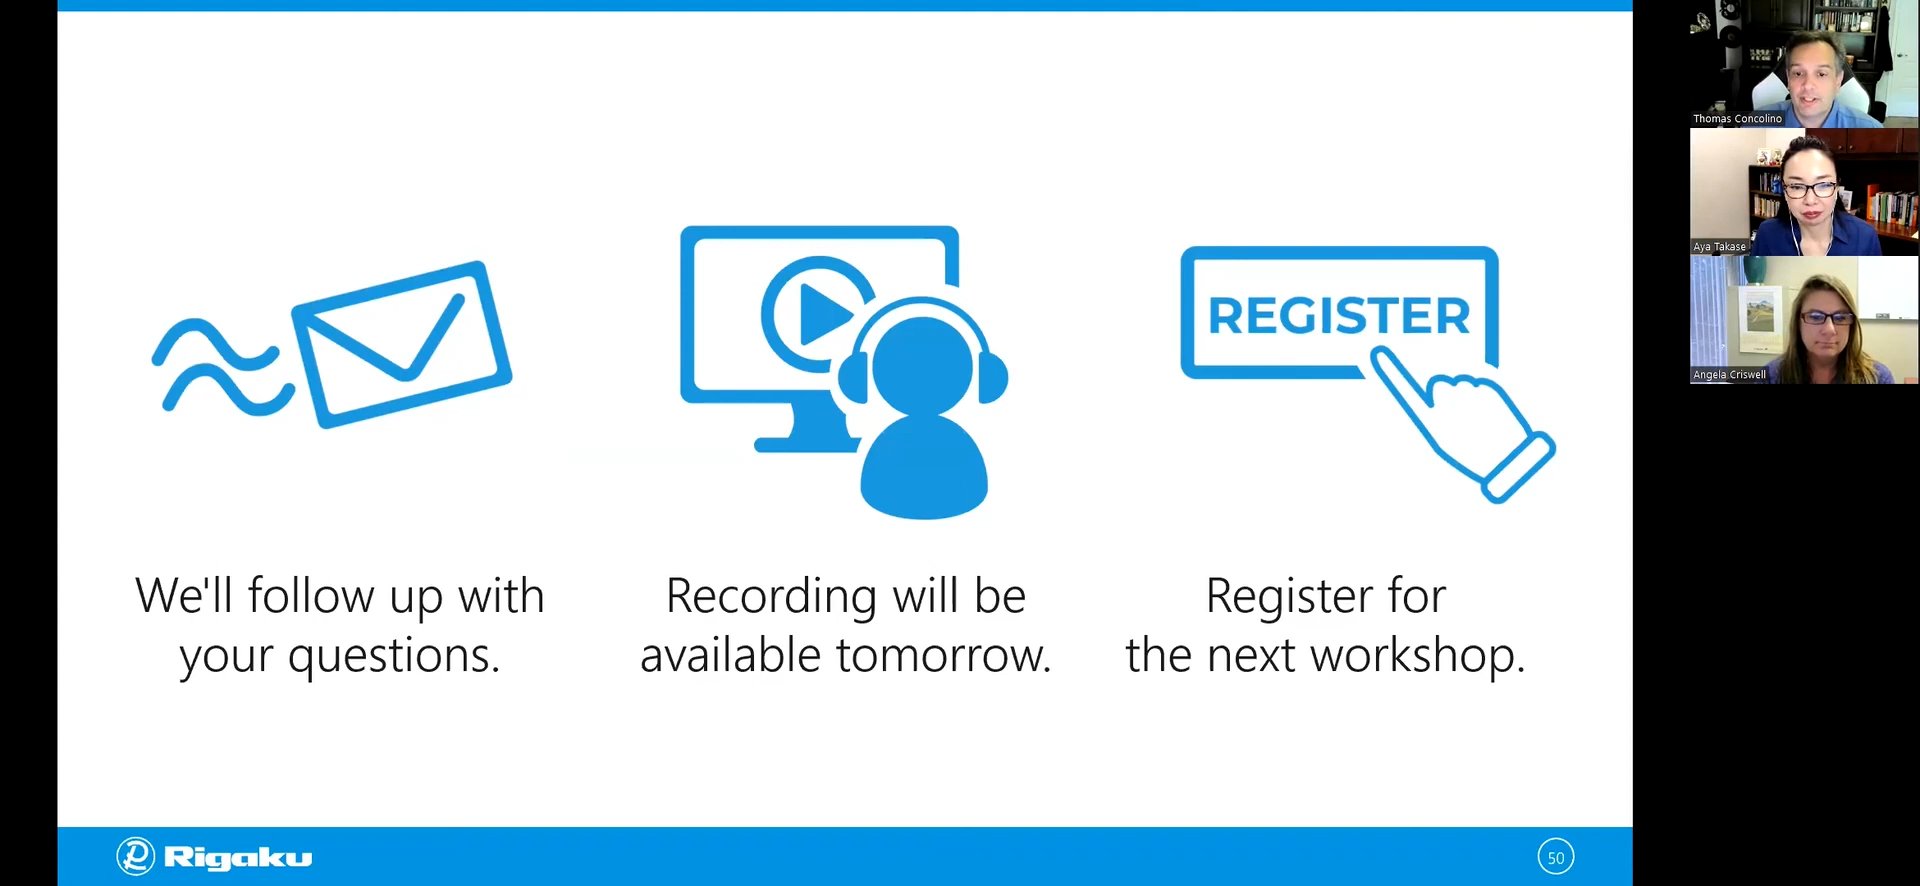 REGISTER
We'll follow up with
your questions.
Recording will be
available tomorrow.
Register for
the next workshop.
Rigaku
50
Thomas Concolino
Aya Takase
Angela Criswell